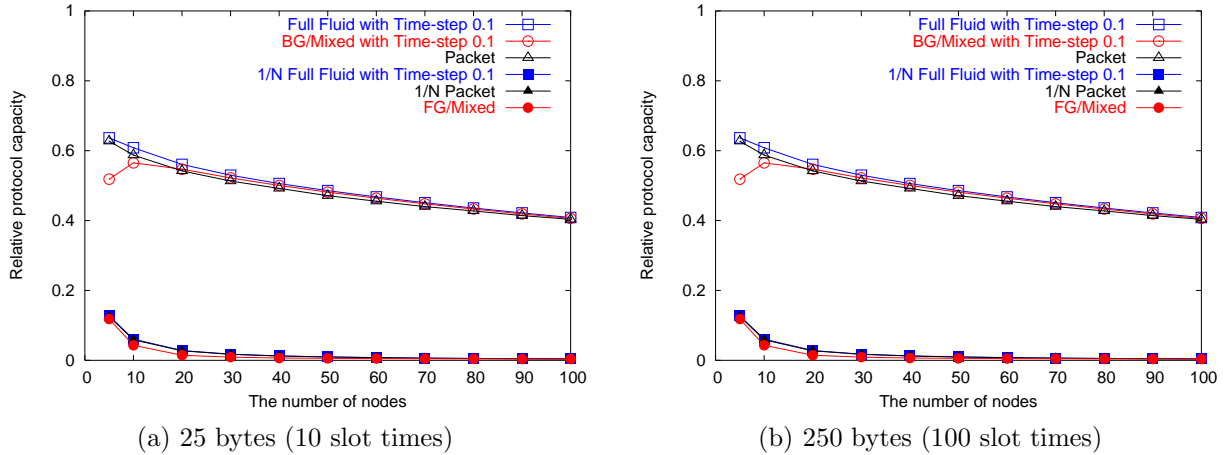 Full Fluid with Time-step 0.1
BG/Mixed with Time-step 0.1
Packet
1/N Full Fluid with Time-step 0.1
1/N Packet
FG/Mixed
1
0.8
0.6
0.4
0.2
0
Relative protocol capacity
0 10 20 30 40 50 60 70 80 90 100
The number of nodes
(a) 25 bytes (10 slot times)
Full Fluid with Time-step 0.1
BG/Mixed with Time-step 0.1
Packet
1/N Full Fluid with Time-step 0.1
1/N Packet
FG/Mixed
1
0.8
0.6
0.4
0.2
0
Relative protocol capacity
0 10 20 30 40 50 60 70 80 90 100
The number of nodes
(b) 250 bytes (100 slot times)